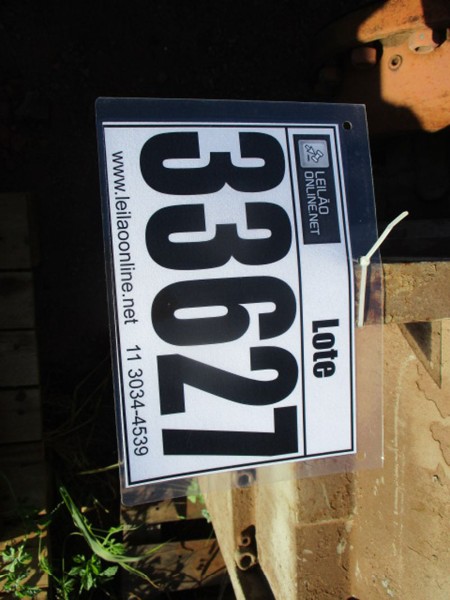 LEILÃO
ONLINE.NET
Lote
33627
www.leilaoonline.net 11 3034-4539